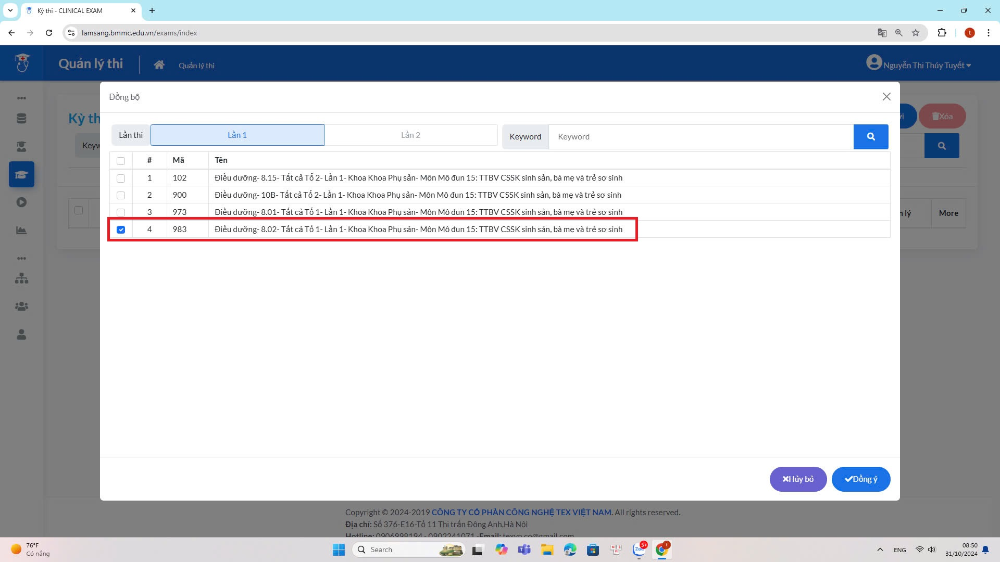 Kỳ thi - CLINICAL EXAM
lamsang.bmmc.edu.vn/exams/index
t
Quản lý thi
Quản lý thi
Nguyễn Thị Thúy Tuyết
Đồng bộ
Kỳ th
Xóa
Lần thi
Lần 1
Lần 2
Keyword
Keyword
Keyw
# Mã Tên
1 102 Điều dưỡng- 8.15- Tất cả Tổ 2- Lần 1- Khoa Khoa Phụ sản- Môn Mô đun 15: TTBV CSSK sinh sản, bà mẹ và trẻ sơ sinh
2 900 Điều dưỡng- 10B- Tất cả Tổ 2- Lần 1- Khoa Khoa Phụ sản- Môn Mô đun 15: TTBV CSSK sinh sản, bà mẹ và trẻ sơ sinh
3 973 Điều dưỡng- 8.01- Tất cả Tổ 1- Lần 1- Khoa Khoa Phụ sản- Môn Mô đun 15: TTBV CSSK sinh sản, bà mẹ và trẻ sơ sinh
lý
More
4 983 Điều dưỡng- 8.02- Tất cả Tổ 1- Lần 1- Khoa Khoa Phụ sản- Môn Mô đun 15: TTBV CSSK sinh sản, bà mẹ và trẻ sơ sinh
Hủy bỏ
Đồng ý
Copyright © 2024-2019 CÔNG TY CỔ PHẦN CÔNG NGHỆ TEX VIỆT NAM. All rights reserved.
Địa chỉ: Số 376-E16-Tổ 11 Thị trấn Đông Anh,Hà Nội
Hotline: 0906998194 - 0902241071 -Email: texvn.co@gmail.com
76°F
Có nắng
Search
Zalo
5+
t
ENG
08:50
31/10/2024